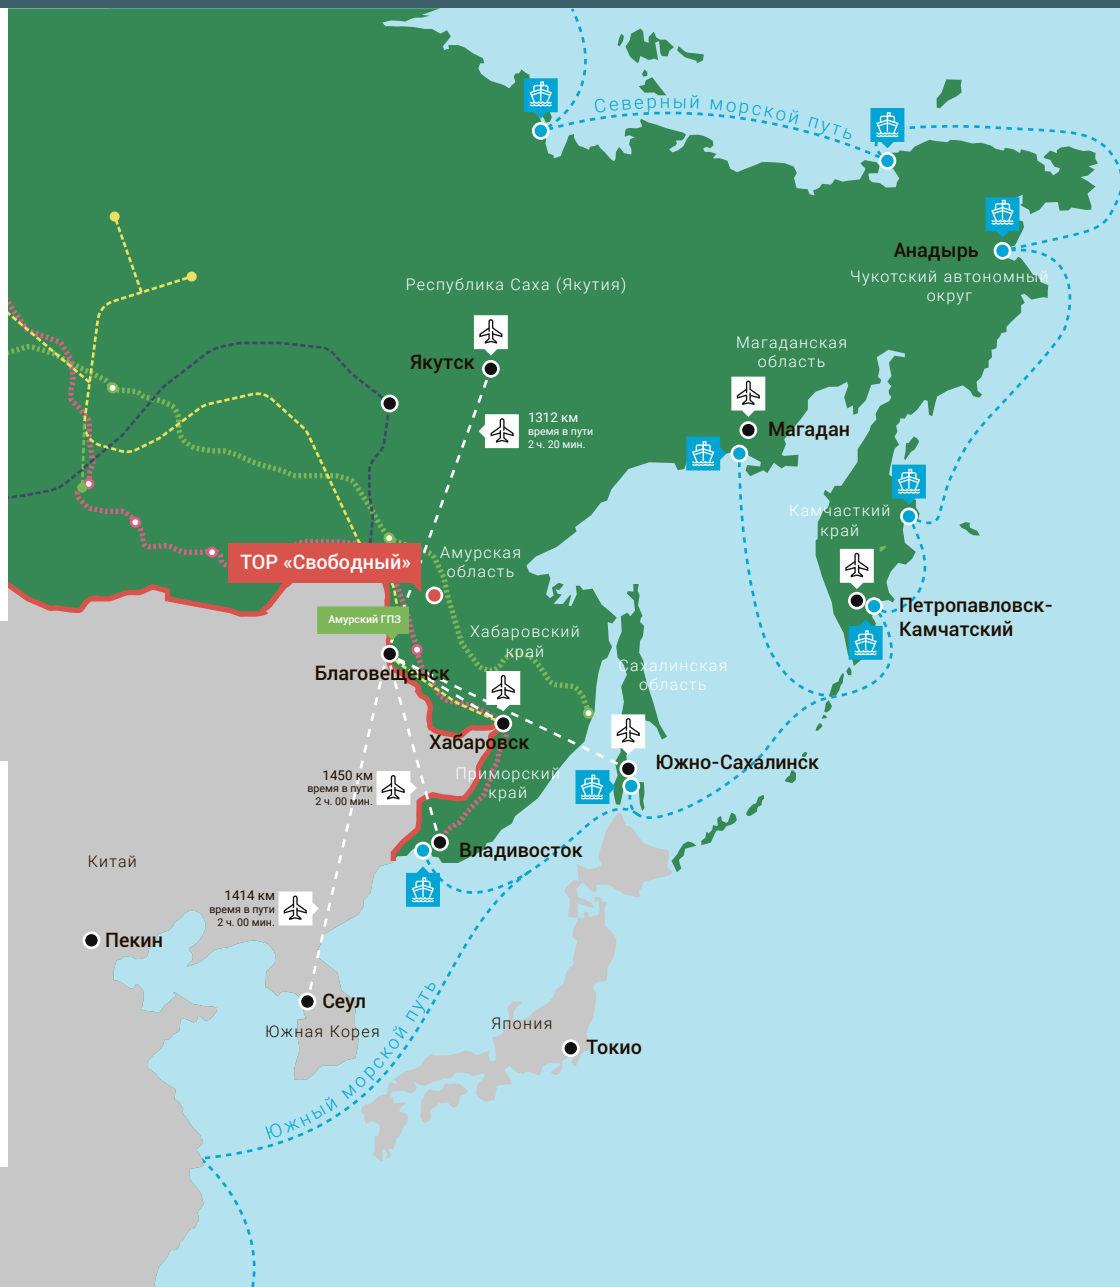 Северный морской путь
Анадырь
Чукотский автономный
округ
Республика Саха (Якутия)
Магаданская
область
Якутск
1312 км
время в пути
2 ч. 20 мин.
Магадан
Камчасткий
край
ТОР «Свободный»
Амурская
область
Амурский ГПЗ
Петропавловск-
Камчатский
Хабаровский
край
Благовещенск
Сахалинская
область
Хабаровск
Южно-Сахалинск
1450 км
время в пути
2 ч. 00 мин.
Приморский
край
Владивосток
Китай
1414 км
время в пути
2 ч. 00 мин.
Пекин
Сеул
Южная Корея
Япония
Токио
Южный морской путь